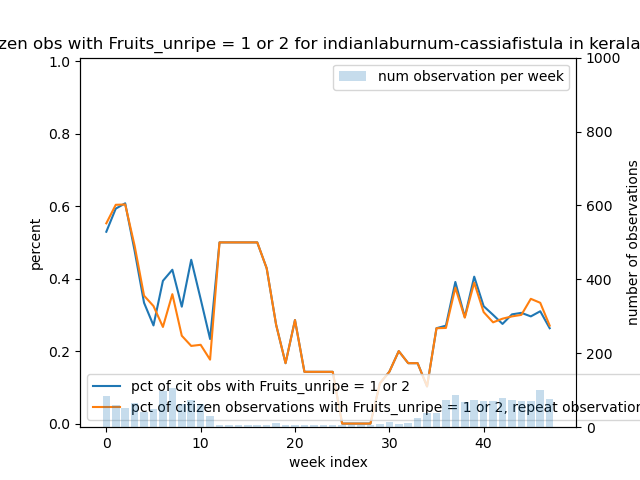 zen obs with Fruits_unripe = 1 or 2 for indianlaburnum-cassiafistula in kerala
num observation per week
1.0
0.8
0.6
0.4
0.2
0.0
percent
1000
800
600
400
200
0
number of observations
pct of cit obs with Fruits_unripe = 1 or 2
pct of citizen observations with Fruits_unripe = 1 or 2, repeat observation
0 10 20 30 40
week index